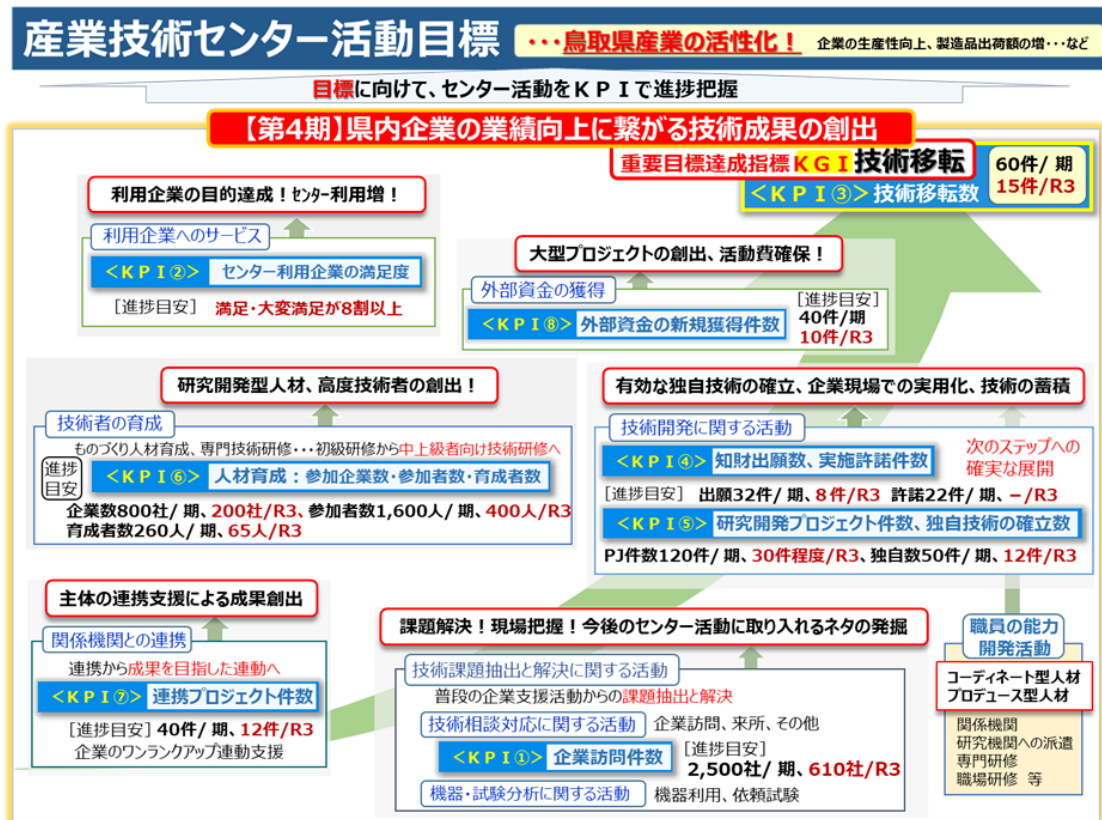 産業技術センター活動目標
・・・鳥取県産業の活性化！ 企業の生産性向上、製造品出荷額の増・・・など
目標に向けて、センター活動をＫＰＩで進捗把握
【第4期】県内企業の業績向上に繋がる技術成果の創出
重要目標達成指標ＫＧＩ技術移転
＜ＫＰＩ③＞技術移転数
60件/ 期
15件/R3
利用企業の目的達成！センター利用増！
利用企業へのサービス
＜ＫＰＩ②＞ センター利用企業の満足度
［進捗目安］ 満足・大変満足が8割以上
大型プロジェクトの創出、活動費確保！
外部資金の獲得
＜ＫＰＩ⑧＞外部資金の新規獲得件数
［進捗目安］
40件/期
10件/R3
研究開発型人材、高度技術者の創出！
技術者の育成
ものづくり人材育成、専門技術研修・・・初級研修から中上級者向け技術研修へ
進捗
目安
＜ＫＰＩ⑥＞ 人材育成：参加企業数・参加者数・育成者数
企業数800社/ 期、200社/R3、参加者数1,600人/ 期、400人/R3
育成者数260人/ 期、65人/R3
有効な独自技術の確立、企業現場での実用化、技術の蓄積
技術開発に関する活動
＜ＫＰＩ④＞知財出願数、実施許諾件数
次のステップへの
確実な展開
［進捗目安］ 出願32件/ 期、8件/R3 許諾22件/ 期、－/R3
＜ＫＰＩ⑤＞研究開発プロジェクト件数、独自技術の確立数
PJ件数120件/ 期、30件程度/R3、独自数50件/ 期、12件/R3
主体の連携支援による成果創出
関係機関との連携
連携から成果を目指した連動へ
＜ＫＰＩ⑦＞連携プロジェクト件数
［進捗目安］40件/ 期、12件/R3
企業のワンランクアップ連動支援
課題解決！現場把握！今後のセンター活動に取り入れるネタの発掘
技術課題抽出と解決に関する活動
普段の企業支援活動からの課題抽出と解決
技術相談対応に関する活動 企業訪問、来所、その他
＜ＫＰＩ①＞企業訪問件数
［進捗目安］
2,500社/ 期、610社/R3
機器・試験分析に関する活動 機器利用、依頼試験
職員の能力
開発活動
コーディネート型人材
プロデュース型人材
関係機関
研究機関への派遣
専門研修
職場研修 等